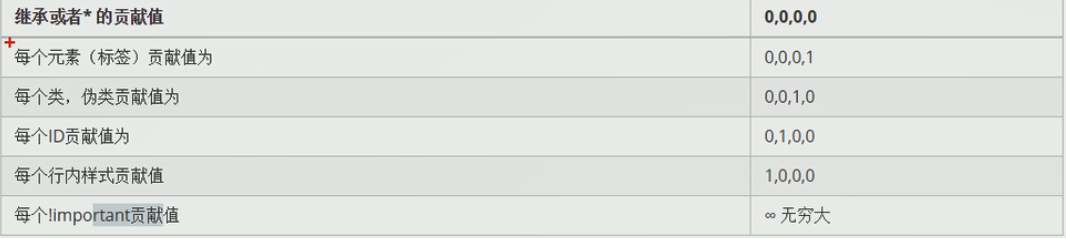 继承或者* 的贡献值 0,0,0,0
每个元素（标签）贡献值为 0,0,0,1
每个类，伪类贡献值为 0,0,1,0
每个ID贡献值为 0,1,0,0
每个行内样式贡献值 1,0,0,0
每个!important贡献值 ∞ 无穷大